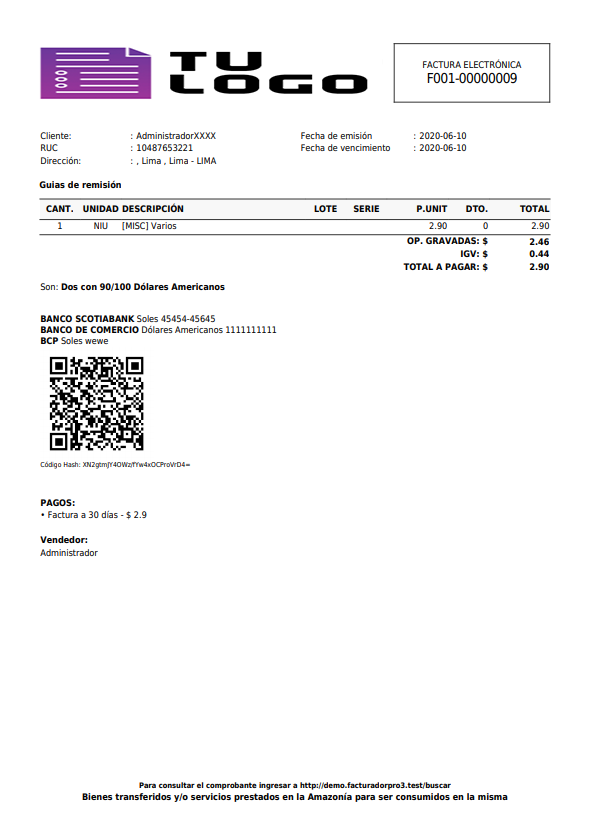 TU
LOGO
FACTURA ELECTRÓNICA
F001-00000009
Cliente: : AdministradorXXXX Fecha de emisión : 2020-06-10
RUC : 10487653221 Fecha de vencimiento : 2020-06-10
Dirección: : , Lima , Lima - LIMA
Guias de remisión
CANT. UNIDAD DESCRIPCIÓN LOTE SERIE P.UNIT DTO. TOTAL
1 NIU [MISC] Varios 2.90 0 2.90
OP. GRAVADAS: $ 2.46
IGV: $ 0.44
TOTAL A PAGAR: $ 2.90
Son: Dos con 90/100 Dólares Americanos
BANCO SCOTIABANK Soles 45454-45645
BANCO DE COMERCIO Dólares Americanos 1111111111
BCP Soles wewe
Código Hash: XN2gtmJY4OWz/fYw4xOCProVrD4=
PAGOS:
• Factura a 30 días - $ 2.9
Vendedor:
Administrador
Para consultar el comprobante ingresar a http://demo.facturadorpro3.test/buscar
Bienes transferidos y/o servicios prestados en la Amazonía para ser consumidos en la misma